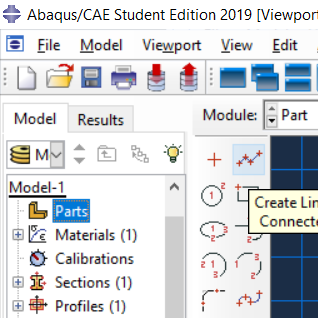 Abaqus/CAE Student Edition 2019 [Viewport
File Model Viewport View Edit
Model Results
Module: Part
M
Model-1
Parts
Create Lin
Connecte
Materials (1)
Calibrations
Sections (1)
Profiles (1)